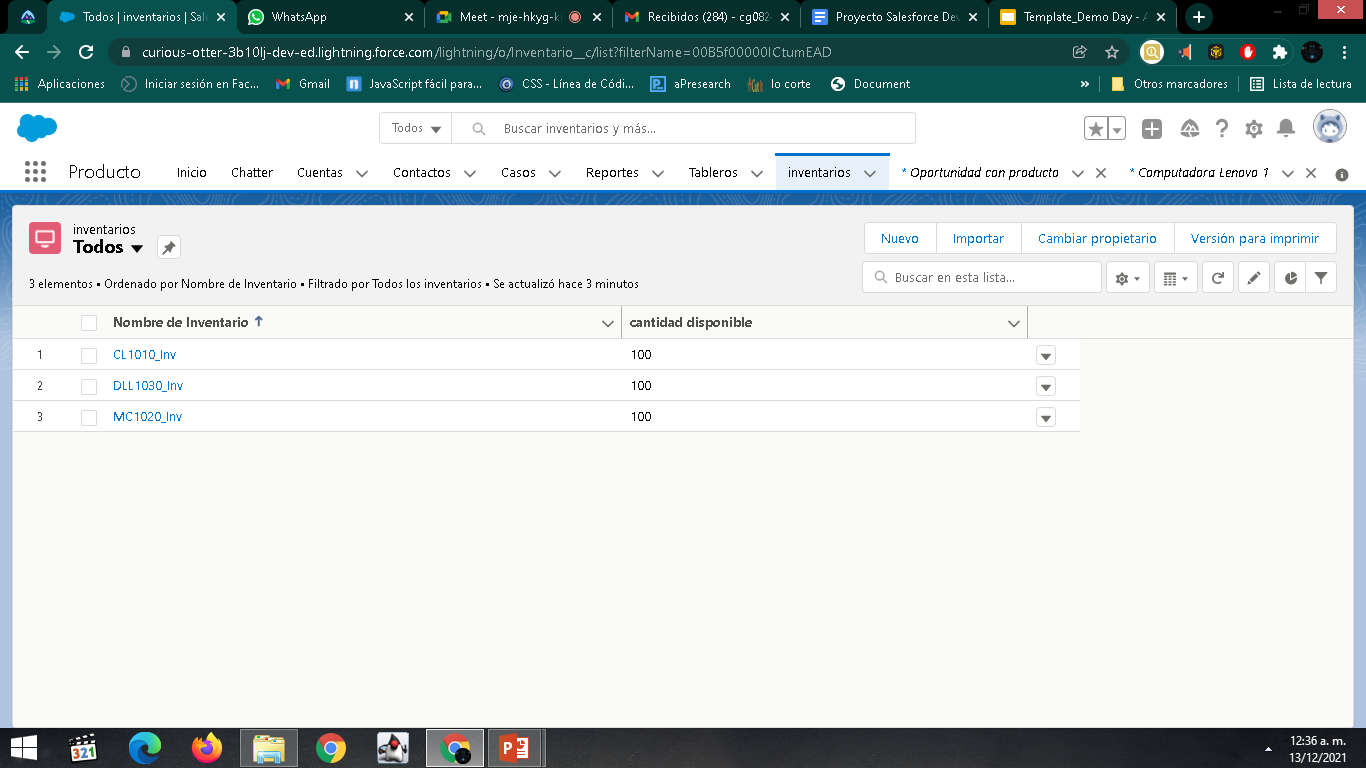 Todos | inventarios | Sale
WhatsApp
Meet - mje-hkyg-k
Recibidos (284) - cg082
Proyecto Salesforce Dev
Template_Demo Day - A
curious-otter-3b10lj-dev-ed.lightning.force.com/lightning/o/Inventario__c/list?filterName=00B5f00000ICtumEAD
Aplicaciones
Iniciar sesión en Fac...
Gmail
JavaScript fácil para...
CSS - Línea de Códi...
aPresearch
lo corte
Document
»
Otros marcadores
Lista de lectura
Todos
Buscar inventarios y más...
Producto
Inicio
Chatter
Cuentas
Contactos
Casos
Reportes
Tableros
inventarios
* Oportunidad con producto
* Computadora Lenovo 1
inventarios
Todos
Nuevo
Importar
Cambiar propietario
Versión para imprimir
3 elementos • Ordenado por Nombre de Inventario • Filtrado por Todos los inventarios • Se actualizó hace 3 minutos
Buscar en esta lista...
Nombre de Inventario ↑
cantidad disponible
1 CL1010_Inv 100
2 DLL1030_Inv 100
3 MC1020_Inv 100
321
12:36 a. m.
13/12/2021